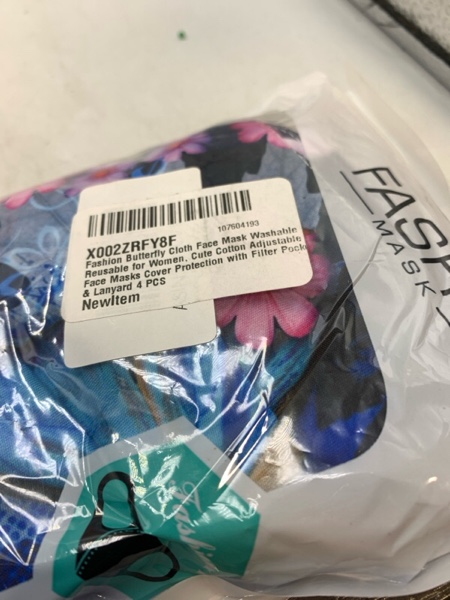 107604193
X002ZRFY8F
Fashion Butterfly Cloth Face Mask Washable
Reusable for Women, Cute Cotton Adjustable
Face Masks Cover Protection with Filter Pock
& Lanyard 4 PCS
NewItem
FASH
MASK